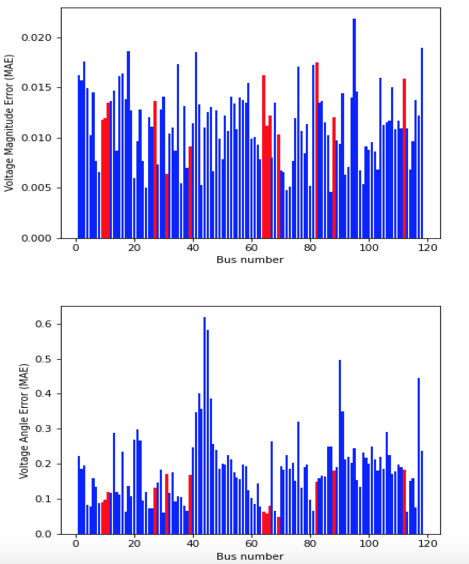 0.020
0.015
0.010
0.005
0.000
Voltage Magnitude Error (MAE)
0 20 40 60 80 100 120
Bus number
0.6
0.5
0.4
0.3
0.2
0.1
0.0
Voltage Angle Error (MAE)
0 20 40 60 80 100 120
Bus number